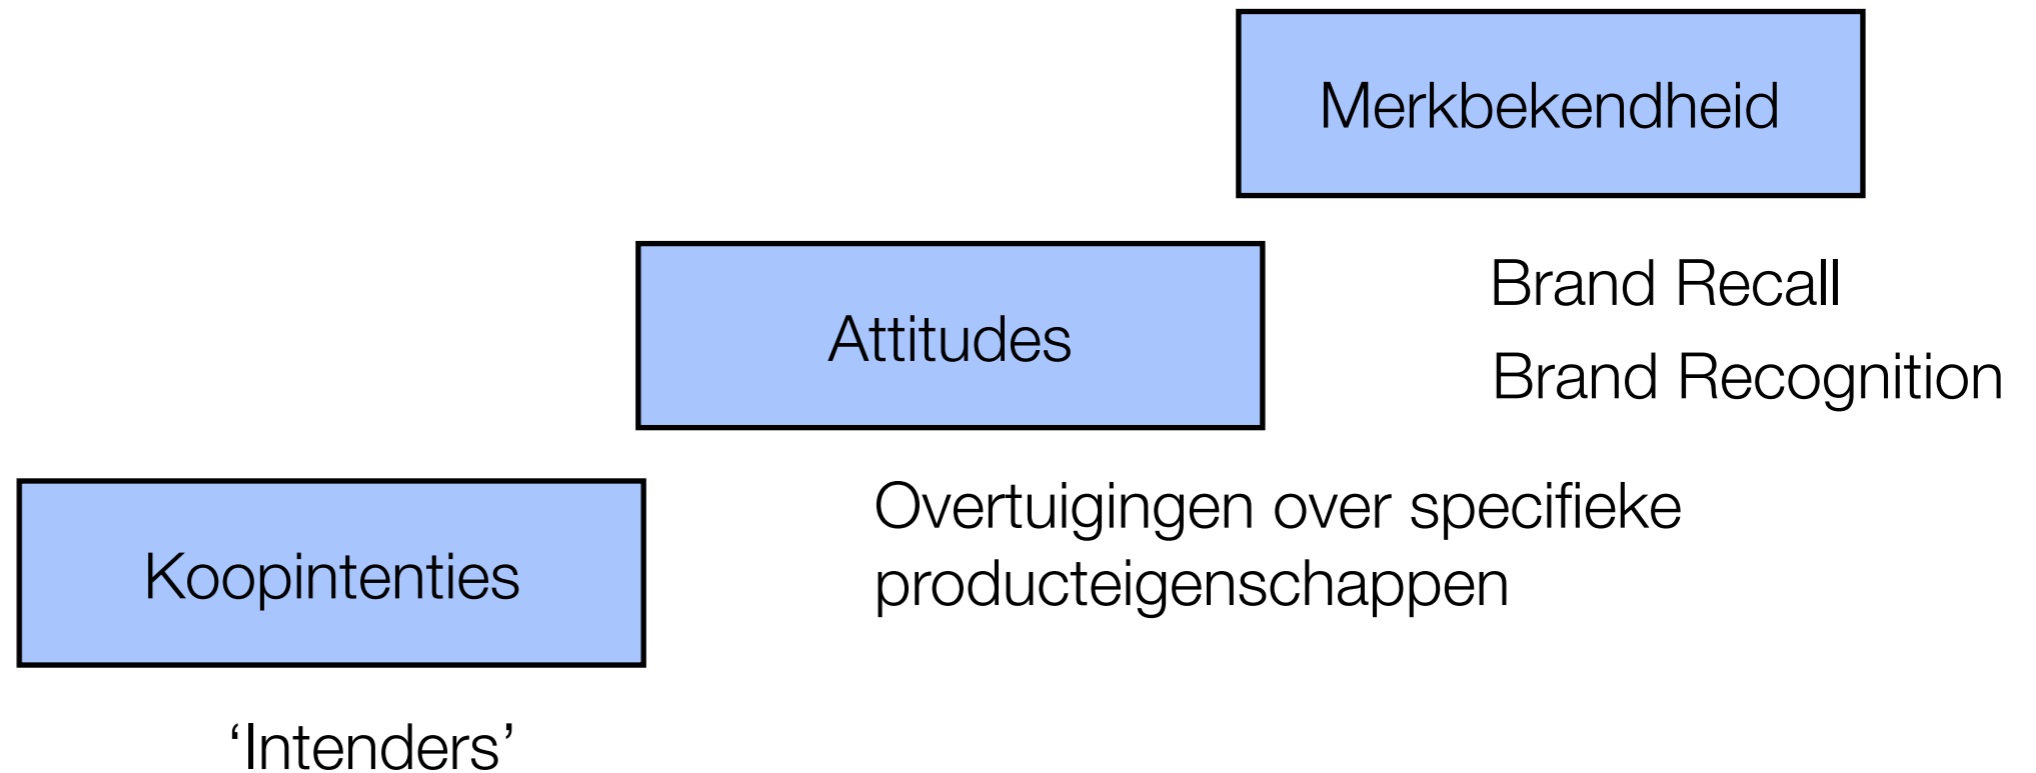 Merkbekendheid
Brand Recall
Brand Recognition
Attitudes
Overtuigingen over specifieke
producteigenschappen
Koopintenties
‘Intenders’